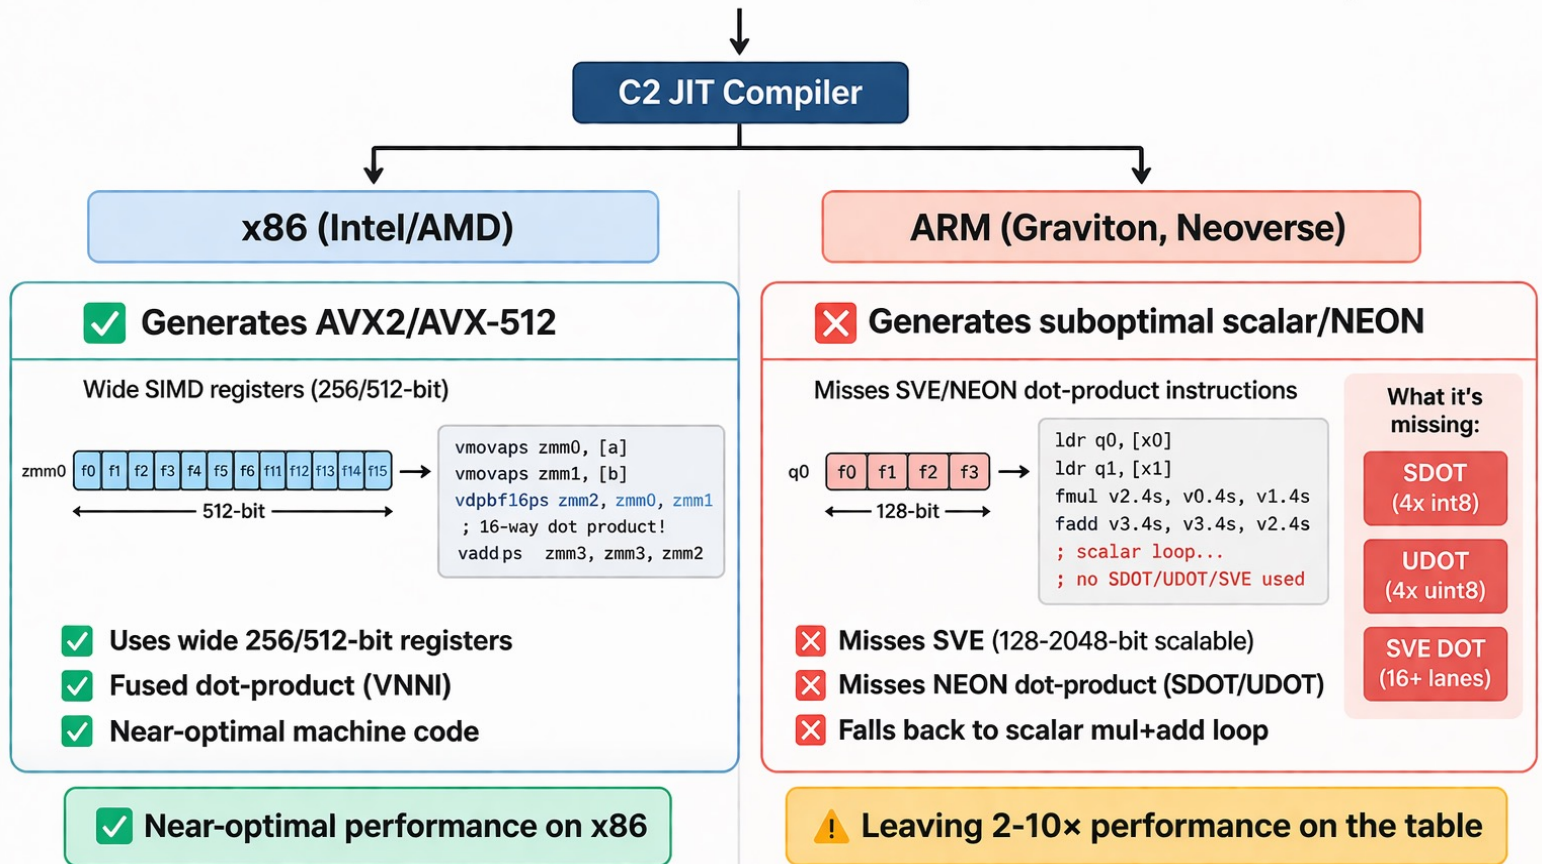 C2 JIT Compiler
x86 (Intel/AMD)
Generates AVX2/AVX-512
Wide SIMD registers (256/512-bit)
zmm0 f0 f1 f2 f3 f4 f5 f6 f11 f12 f13 f14 f15
512-bit
vmovaps zmm0, [a]
vmovaps zmm1, [b]
vdpbf16ps zmm2, zmm0, zmm1
; 16-way dot product!
vaddps zmm3, zmm3, zmm2
Uses wide 256/512-bit registers
Fused dot-product (VNNI)
Near-optimal machine code
Near-optimal performance on x86
ARM (Graviton, Neoverse)
Generates suboptimal scalar/NEON
Misses SVE/NEON dot-product instructions
q0 f0 f1 f2 f3
128-bit
ldr q0, [x0]
ldr q1, [x1]
fmul v2.4s, v0.4s, v1.4s
fadd v3.4s, v3.4s, v2.4s
; scalar loop...
; no SDOT/UDOT/SVE used
What it's
missing:
SDOT
(4x int8)
UDOT
(4x uint8)
SVE DOT
(16+ lanes)
Misses SVE (128-2048-bit scalable)
Misses NEON dot-product (SDOT/UDOT)
Falls back to scalar mul+add loop
Leaving 2-10× performance on the table